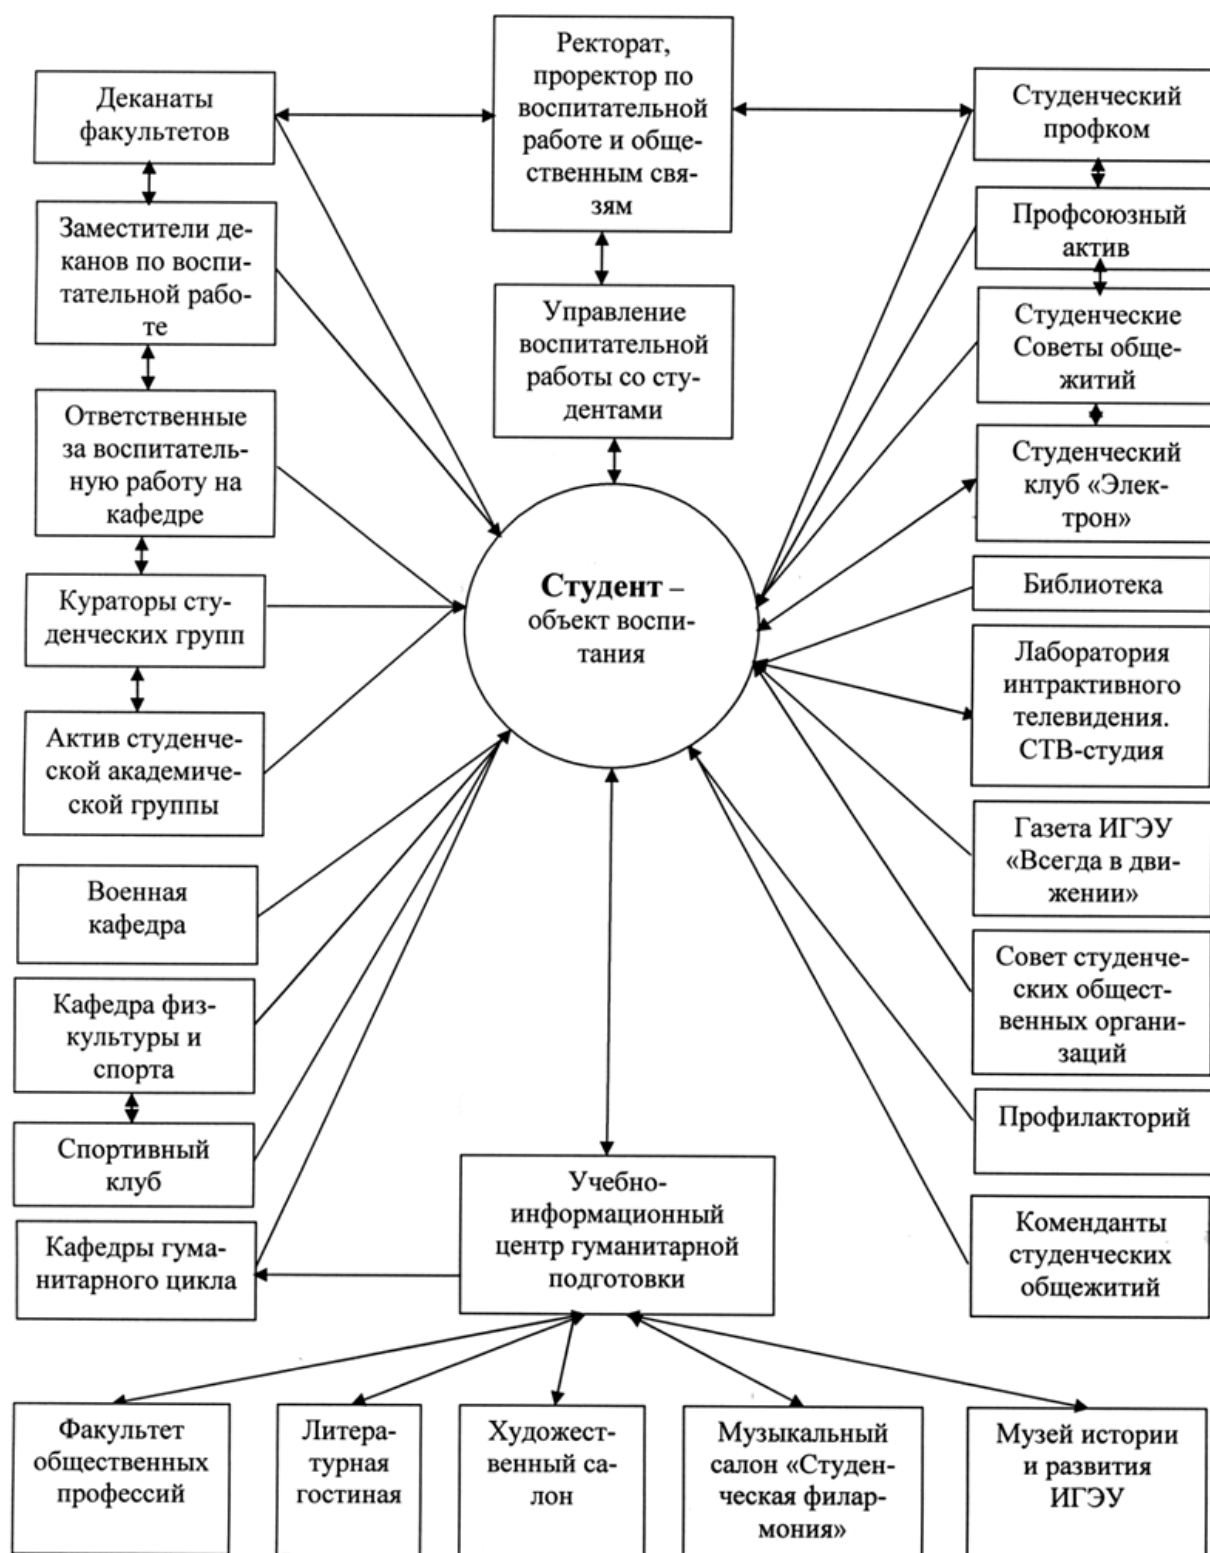 Ректорат,
проректор по
воспитательной
работе и обще-
ственным свя-
зям
Деканаты
факультетов
Студенческий
профком
Заместители де-
канов по воспи-
тательной рабо-
те
Управление
воспитательной
работы со сту-
дентами
Профсоюзный
актив
Студенческие
Советы обще-
житий
Ответственные
за воспитатель-
ную работу на
кафедре
Студенческий
клуб «Элек-
трон»
Студент –
объект воспи-
тания
Кураторы сту-
денческих групп
Библиотека
Лаборатория
интрактивного
телевидения.
СТВ-студия
Актив студенче-
ской академиче-
ской группы
Газета ИГЭУ
«Всегда в дви-
жении»
Военная
кафедра
Совет студенче-
ских общест-
венных органи-
заций
Кафедра физ-
культуры и
спорта
Профилакторий
Спортивный
клуб
Учебно-
информационный
центр гуманитарной
подготовки
Коменданты
студенческих
общежитий
Кафедры гума-
нитарного цикла
Факультет
общественных
профессий
Литера-
турная
гостиная
Художест-
венный са-
лон
Музыкальный
салон «Студен-
ческая филар-
мония»
Музей истории
и развития
ИГЭУ